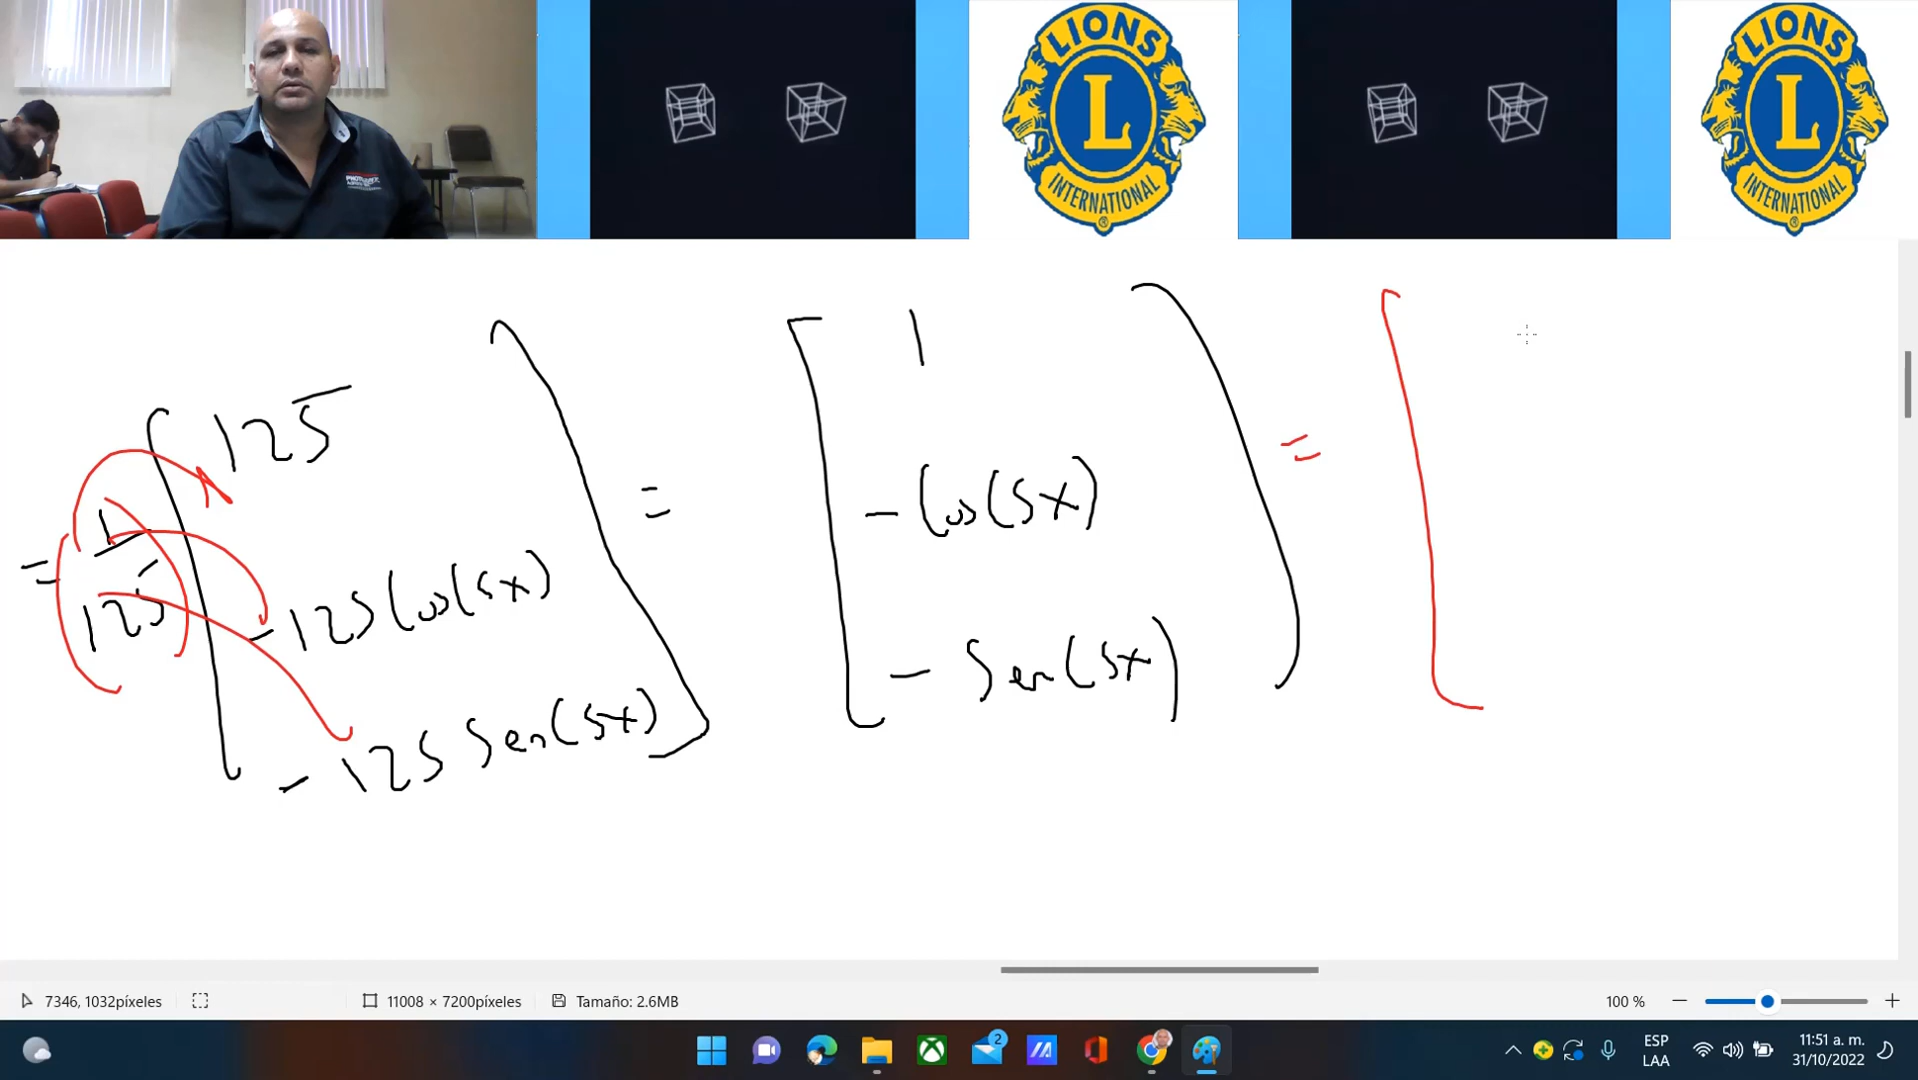 LIONS
L
INTERNATIONAL
®
LIONS
L
INTERNATIONAL
®
= 1/125 [ 125
-125 Cos(5x)
-125 Sen(5x) ]
= [ 1
- Cos(5x)
- Sen(5x) ]
= [
7346, 1032píxeles
11008 × 7200píxeles
Tamaño: 2.6MB
100 %
2
ESP
LAA
11:51 a. m.
31/10/2022